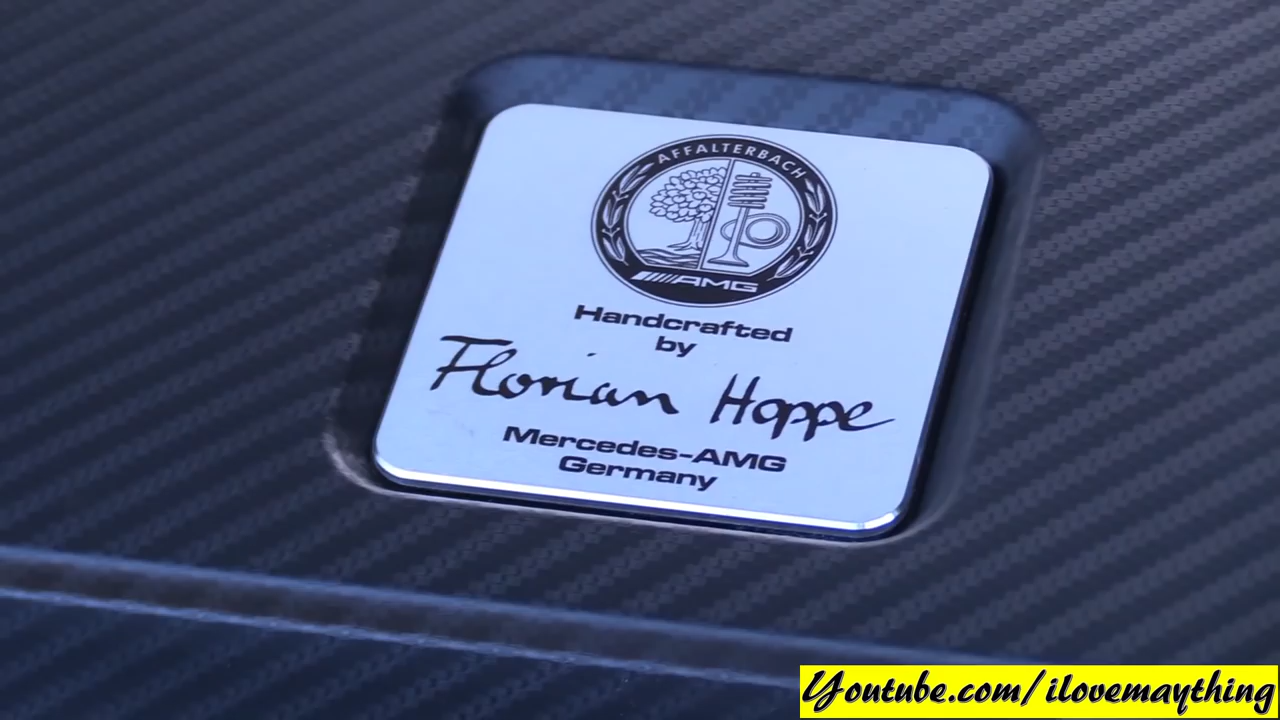 AFFALTERBACH
AMG
Handcrafted
by
Florian Hoppe
Mercedes-AMG
Germany
Youtube.com/ilovemaything